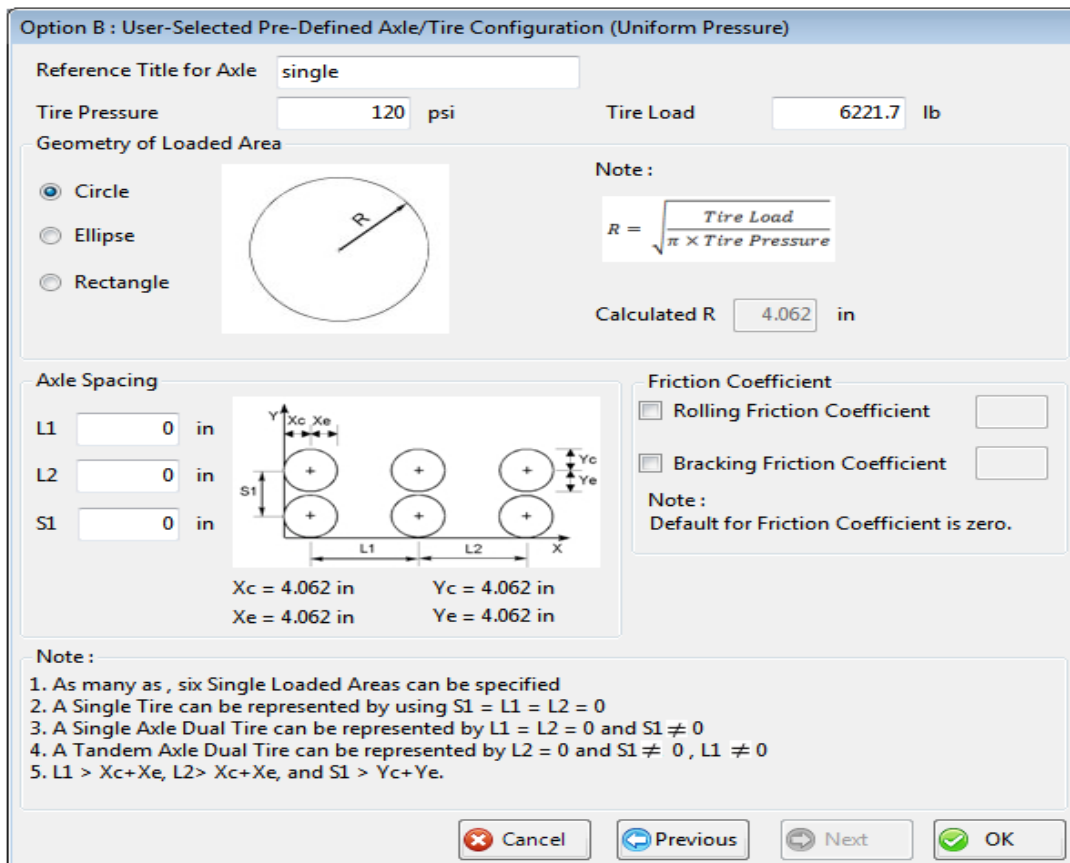 Option B : User-Selected Pre-Defined Axle/Tire Configuration (Uniform Pressure)
Reference Title for Axle single
Tire Pressure 120 psi Tire Load 6221.7 lb
Geometry of Loaded Area
Circle
Ellipse
Rectangle
R
Note :
R = √(Tire Load / π × Tire Pressure)
Calculated R 4.062 in
Axle Spacing
L1 0 in
L2 0 in
S1 0 in
Y Xc Xe
Yc
Ye
S1
L1 L2 X
Xc = 4.062 in Yc = 4.062 in
Xe = 4.062 in Ye = 4.062 in
Friction Coefficient
Rolling Friction Coefficient
Bracking Friction Coefficient
Note :
Default for Friction Coefficient is zero.
Note :
1. As many as , six Single Loaded Areas can be specified
2. A Single Tire can be represented by using S1 = L1 = L2 = 0
3. A Single Axle Dual Tire can be represented by L1 = L2 = 0 and S1 ≠ 0
4. A Tandem Axle Dual Tire can be represented by L2 = 0 and S1 ≠ 0 , L1 ≠ 0
5. L1 > Xc+Xe, L2> Xc+Xe, and S1 > Yc+Ye.
Cancel Previous Next OK